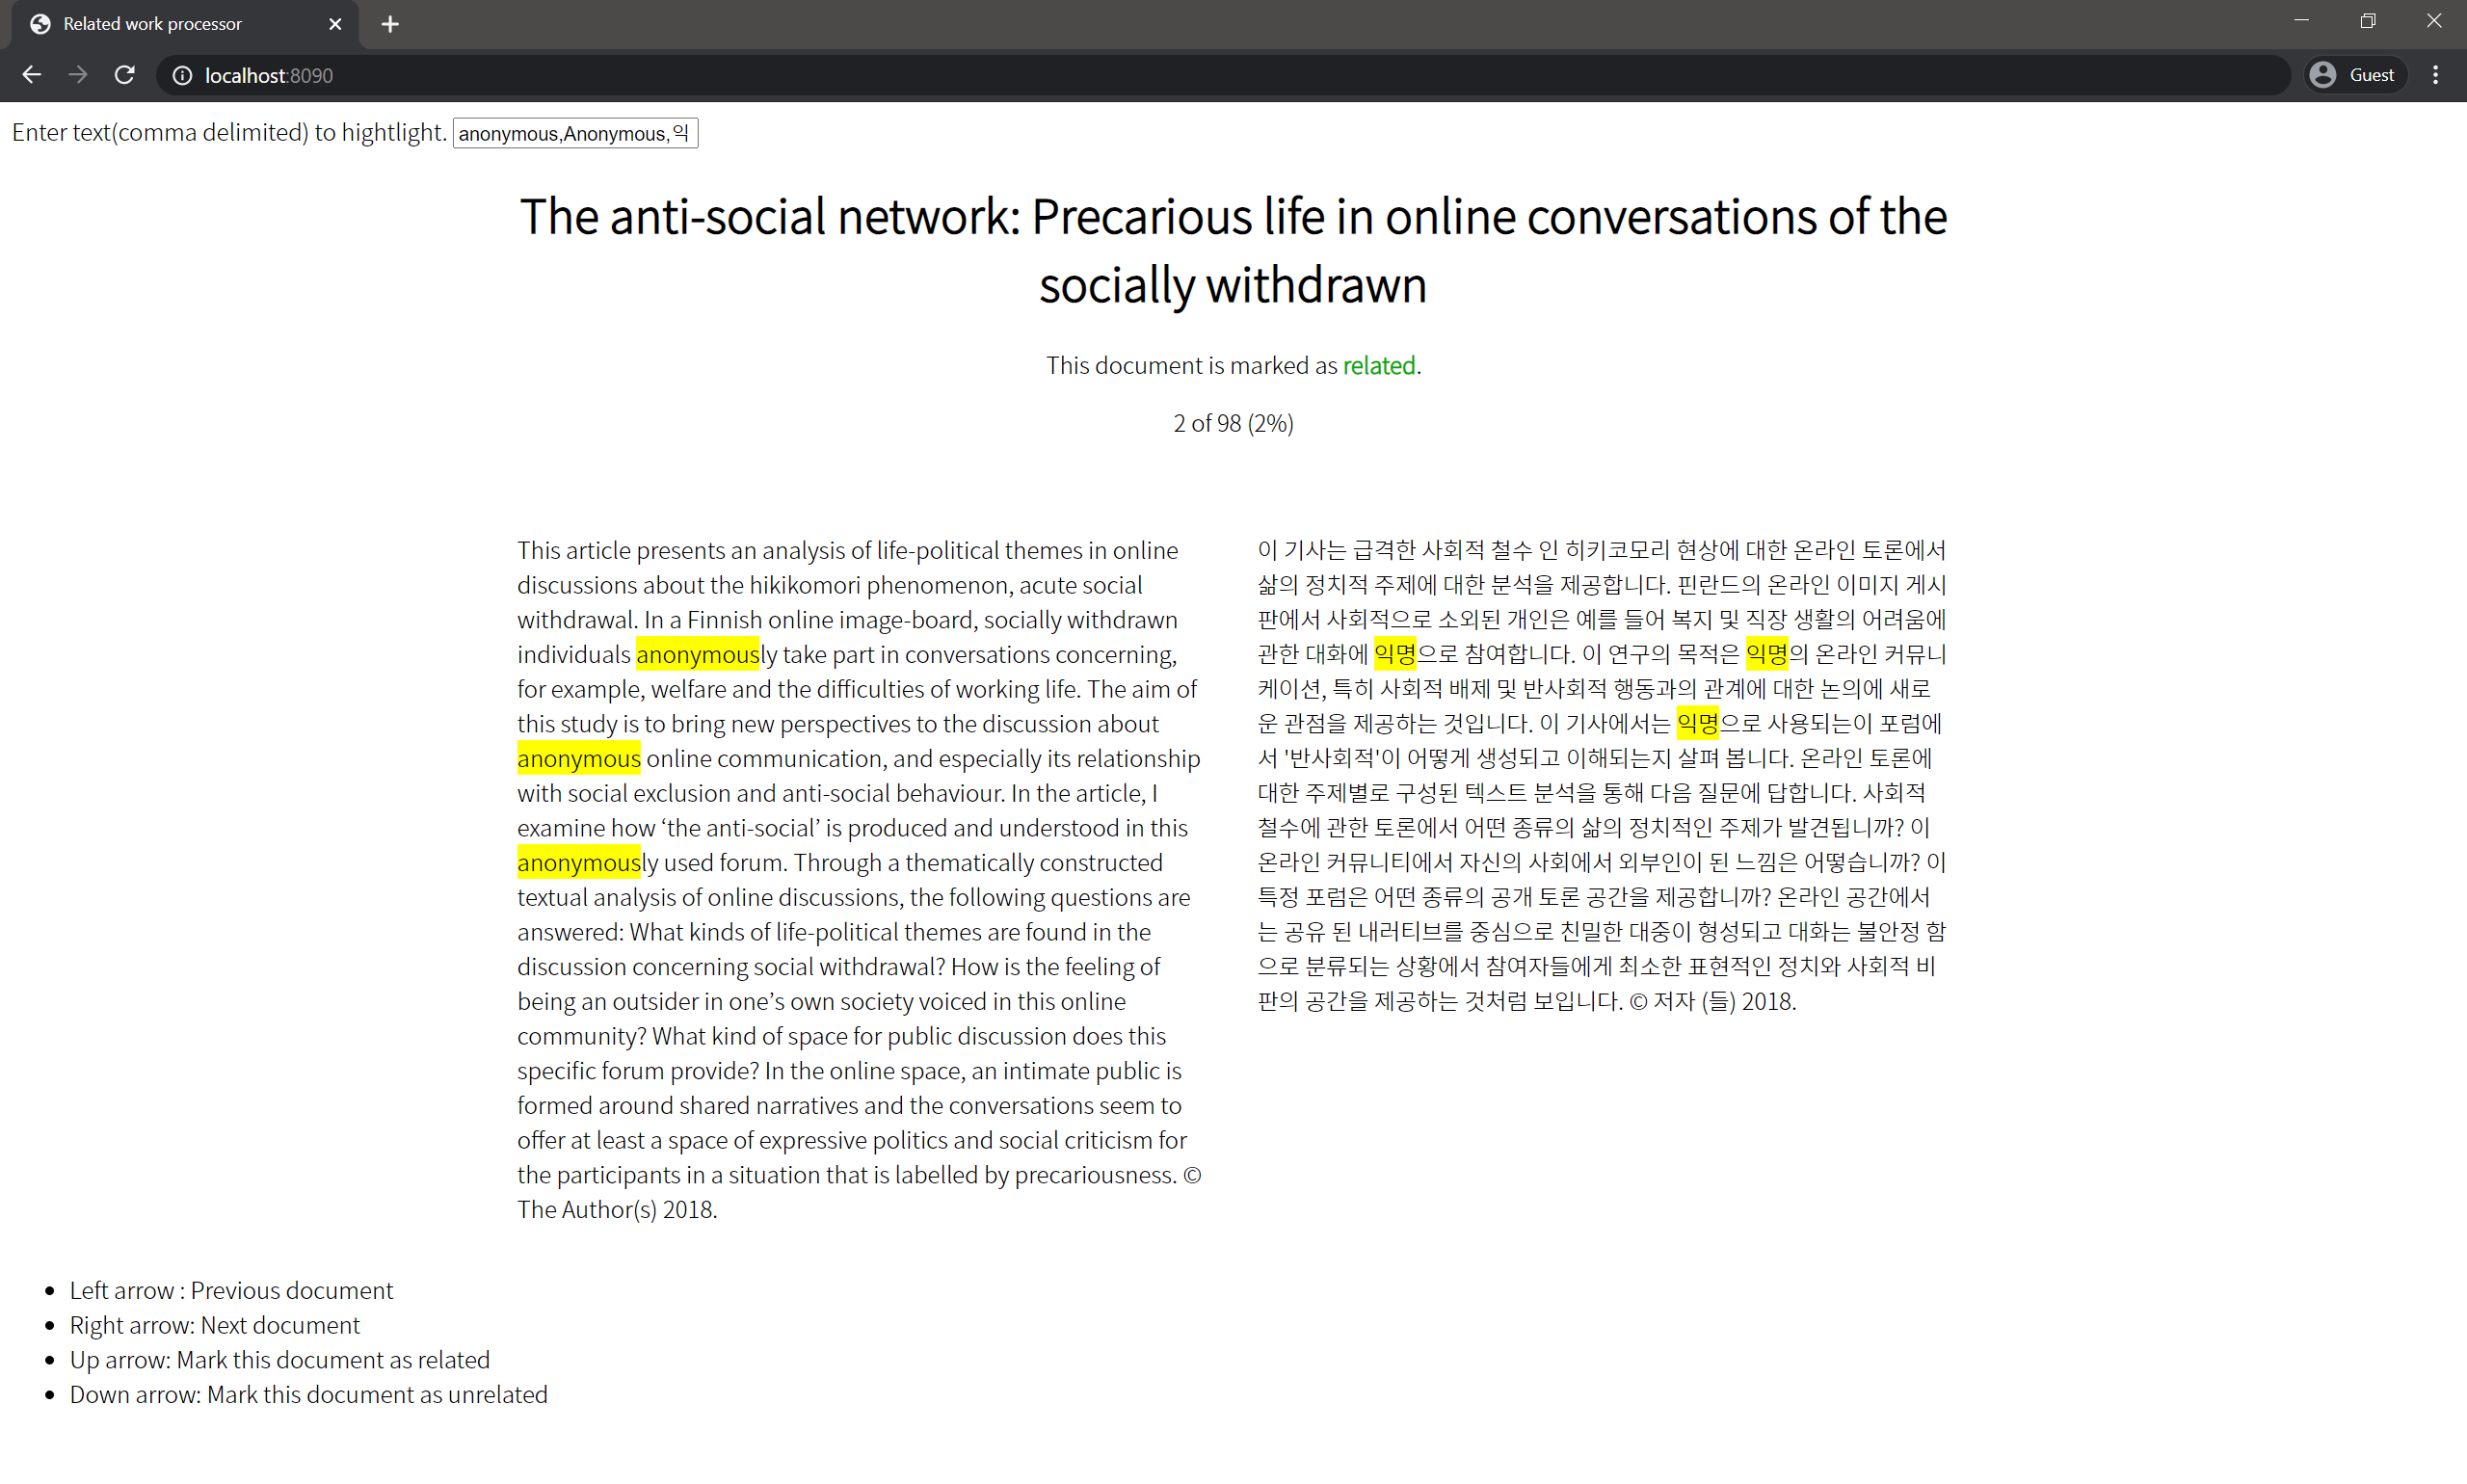 Related work processor
localhost:8090
Guest
Enter text(comma delimited) to hightlight. anonymous,Anonymous,익
The anti-social network: Precarious life in online conversations of the
socially withdrawn
This document is marked as related.
2 of 98 (2%)
This article presents an analysis of life-political themes in online
discussions about the hikikomori phenomenon, acute social
withdrawal. In a Finnish online image-board, socially withdrawn
individuals anonymously take part in conversations concerning,
for example, welfare and the difficulties of working life. The aim of
this study is to bring new perspectives to the discussion about
anonymous online communication, and especially its relationship
with social exclusion and anti-social behaviour. In the article, I
examine how ‘the anti-social’ is produced and understood in this
anonymously used forum. Through a thematically constructed
textual analysis of online discussions, the following questions are
answered: What kinds of life-political themes are found in the
discussion concerning social withdrawal? How is the feeling of
being an outsider in one’s own society voiced in this online
community? What kind of space for public discussion does this
specific forum provide? In the online space, an intimate public is
formed around shared narratives and the conversations seem to
offer at least a space of expressive politics and social criticism for
the participants in a situation that is labelled by precariousness. ©
The Author(s) 2018.
이 기사는 급격한 사회적 철수 인 히키코모리 현상에 대한 온라인 토론에서
삶의 정치적 주제에 대한 분석을 제공합니다. 핀란드의 온라인 이미지 게시
판에서 사회적으로 소외된 개인은 예를 들어 복지 및 직장 생활의 어려움에
관한 대화에 익명으로 참여합니다. 이 연구의 목적은 익명의 온라인 커뮤니
케이션, 특히 사회적 배제 및 반사회적 행동과의 관계에 대한 논의에 새로
운 관점을 제공하는 것입니다. 이 기사에서는 익명으로 사용되는이 포럼에
서 '반사회적'이 어떻게 생성되고 이해되는지 살펴 봅니다. 온라인 토론에
대한 주제별로 구성된 텍스트 분석을 통해 다음 질문에 답합니다. 사회적
철수에 관한 토론에서 어떤 종류의 삶의 정치적인 주제가 발견됩니까? 이
온라인 커뮤니티에서 자신의 사회에서 외부인이 된 느낌은 어떻습니까? 이
특정 포럼은 어떤 종류의 공개 토론 공간을 제공합니까? 온라인 공간에서
는 공유 된 내러티브를 중심으로 친밀한 대중이 형성되고 대화는 불안정 함
으로 분류되는 상황에서 참여자들에게 최소한 표현적인 정치와 사회적 비
판의 공간을 제공하는 것처럼 보입니다. © 저자 (들) 2018.
Left arrow : Previous document
Right arrow: Next document
Up arrow: Mark this document as related
Down arrow: Mark this document as unrelated